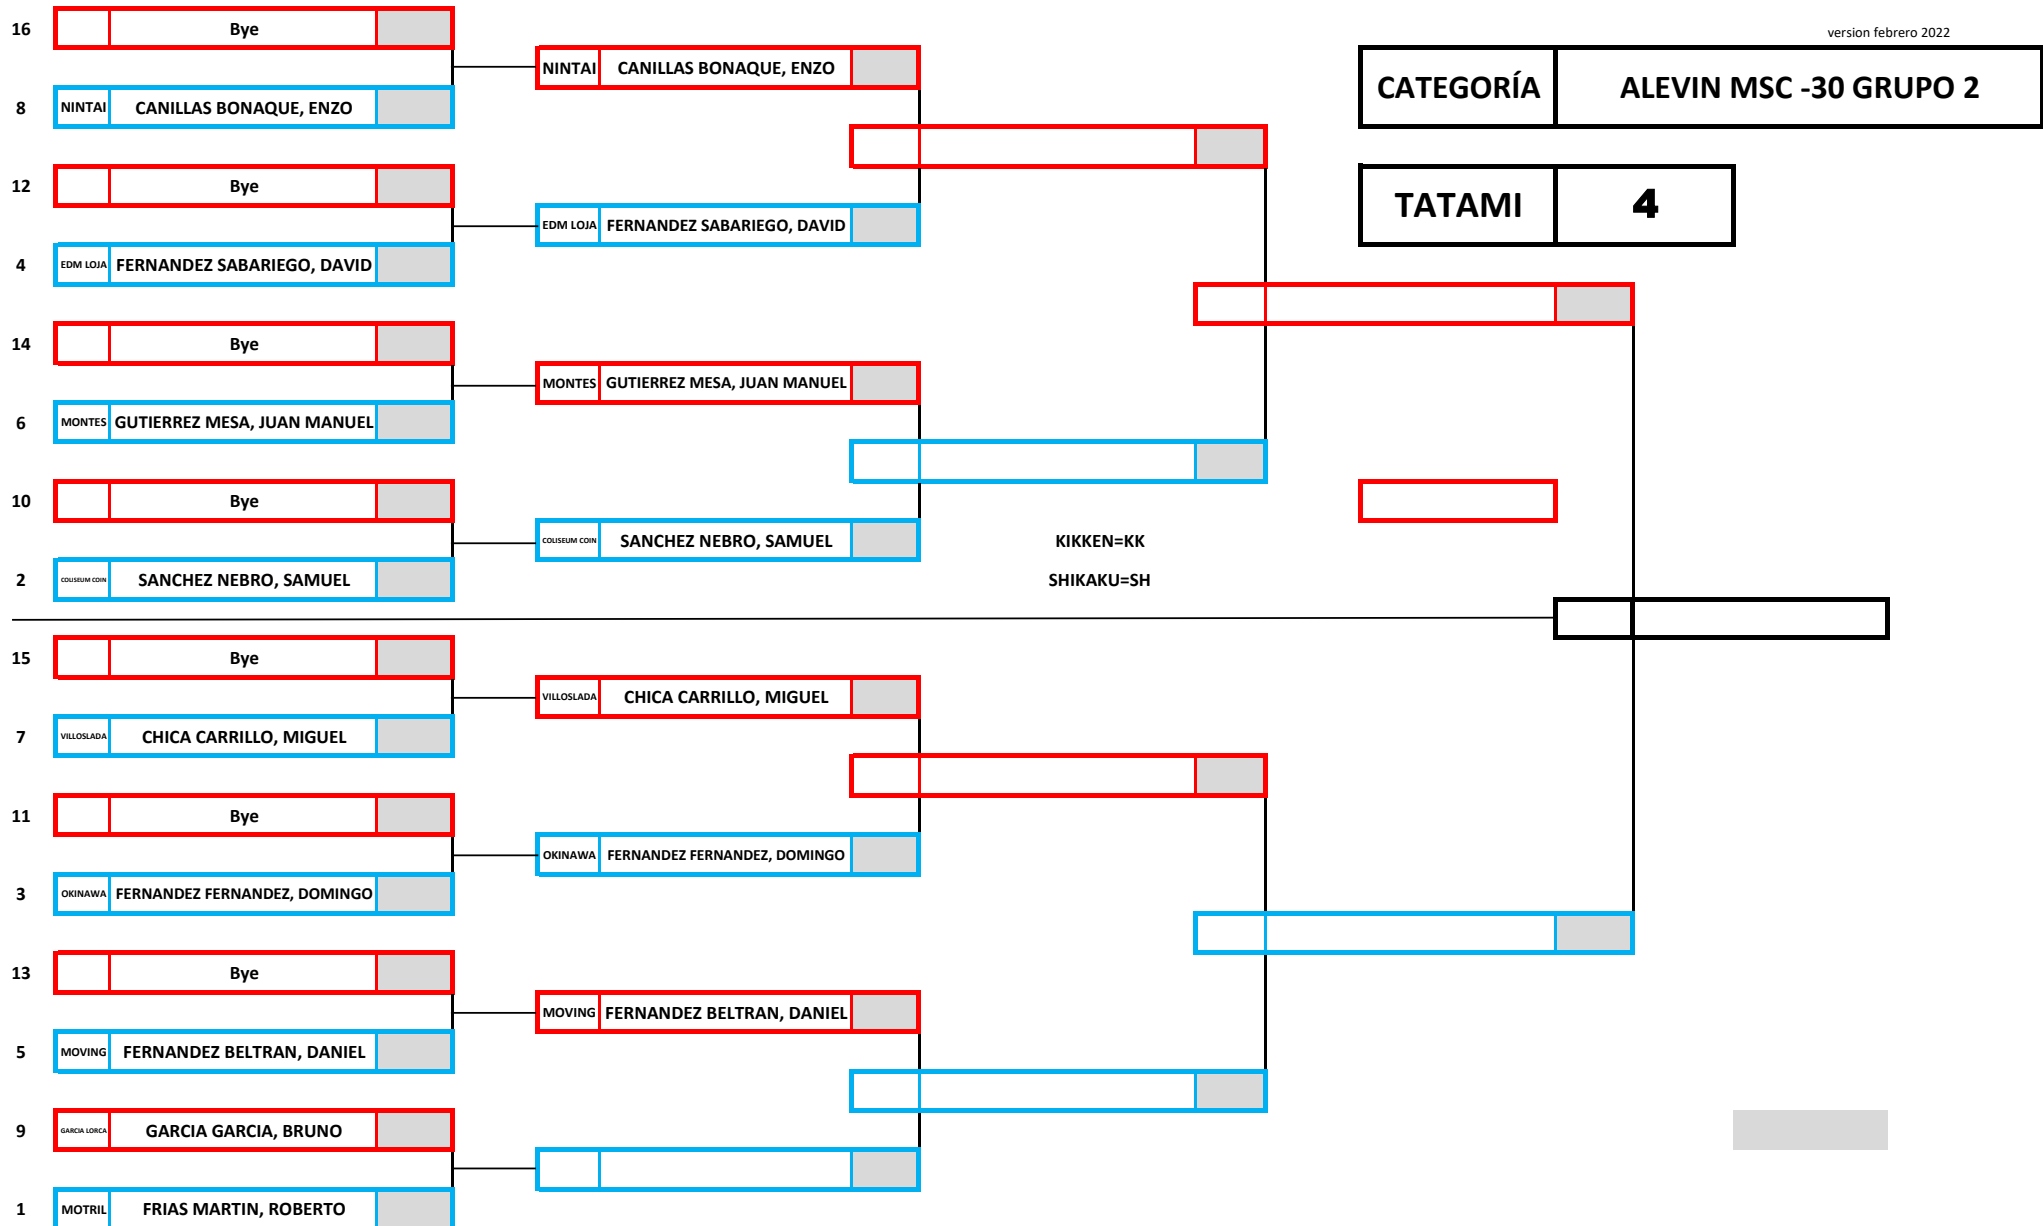 version febrero 2022
CATEGORÍA ALEVIN MSC -30 GRUPO 2
TATAMI 4
16 Bye
8 NINTAI CANILLAS BONAQUE, ENZO
NINTAI CANILLAS BONAQUE, ENZO
12 Bye
4 EDM LOJA FERNANDEZ SABARIEGO, DAVID
EDM LOJA FERNANDEZ SABARIEGO, DAVID
14 Bye
6 MONTES GUTIERREZ MESA, JUAN MANUEL
MONTES GUTIERREZ MESA, JUAN MANUEL
10 Bye
2 COLISEUM COIN SANCHEZ NEBRO, SAMUEL
COLISEUM COIN SANCHEZ NEBRO, SAMUEL
KIKKEN=KK
SHIKAKU=SH
15 Bye
7 VILLOSLADA CHICA CARRILLO, MIGUEL
VILLOSLADA CHICA CARRILLO, MIGUEL
11 Bye
3 OKINAWA FERNANDEZ FERNANDEZ, DOMINGO
OKINAWA FERNANDEZ FERNANDEZ, DOMINGO
13 Bye
5 MOVING FERNANDEZ BELTRAN, DANIEL
MOVING FERNANDEZ BELTRAN, DANIEL
9 GARCIA LORCA GARCIA GARCIA, BRUNO
1 MOTRIL FRIAS MARTIN, ROBERTO